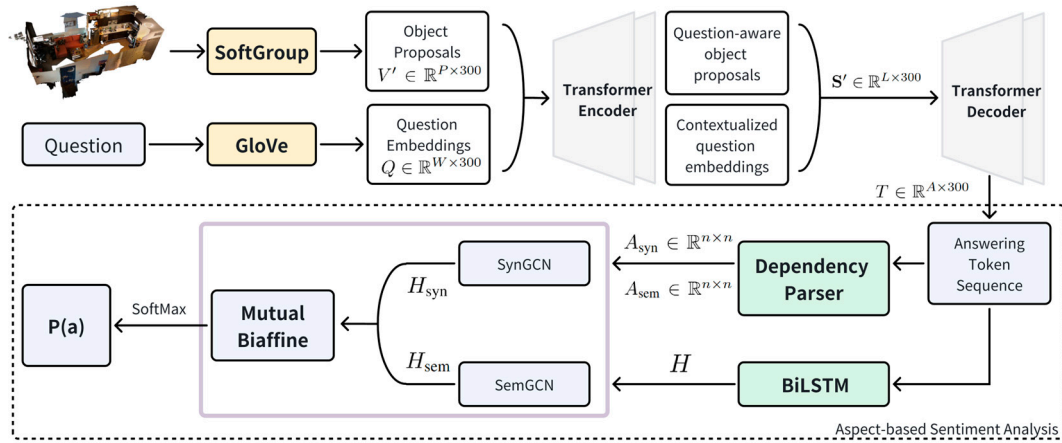 SoftGroup
Object
Proposals
V′ ∈ ℝ^{P×300}
Question
GloVe
Question
Embeddings
Q ∈ ℝ^{W×300}
Transformer
Encoder
Question-aware
object
proposals
Contextualized
question
embeddings
S′ ∈ ℝ^{L×300}
Transformer
Decoder
T ∈ ℝ^{A×300}
Answering
Token
Sequence
Dependency
Parser
A_syn ∈ ℝ^{n×n}
A_sem ∈ ℝ^{n×n}
BiLSTM
H
SynGCN
SemGCN
H_syn
H_sem
Mutual
Biaffine
SoftMax
P(a)
Aspect-based Sentiment Analysis